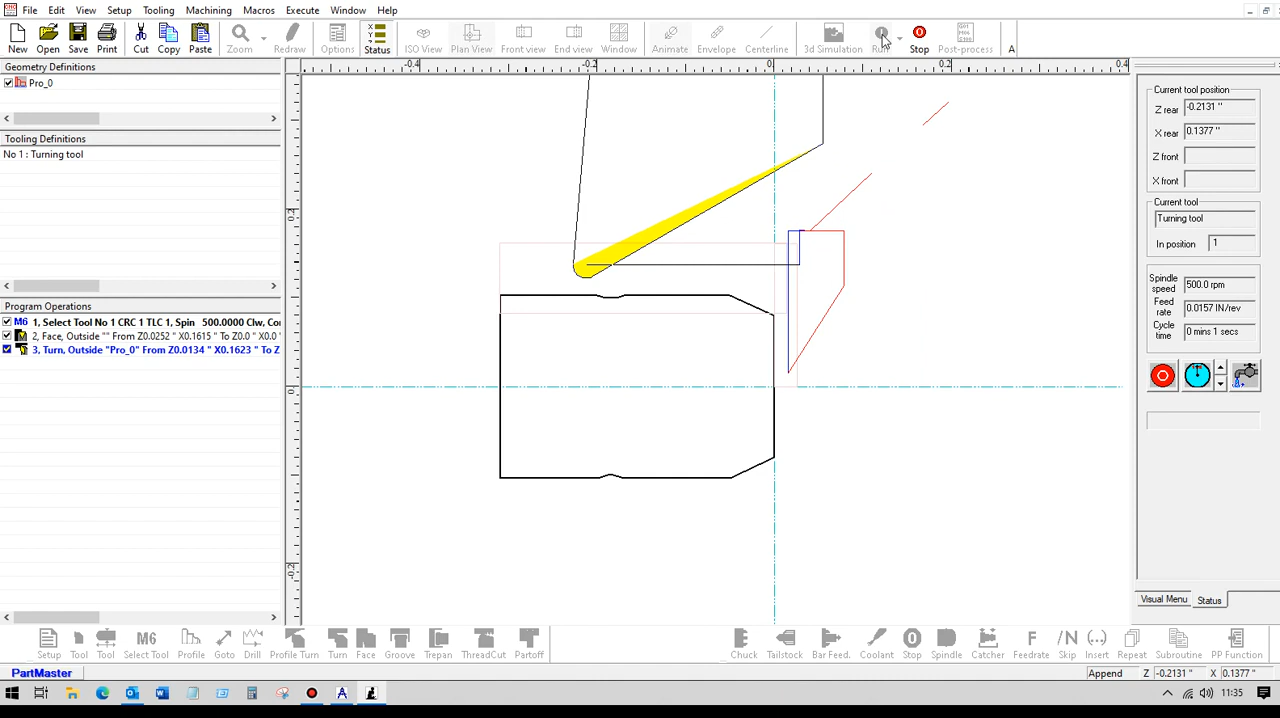 File Edit View Setup Tooling Machining Macros Execute Window Help
New Open Save Print Cut Copy Paste Zoom Redraw Options Status ISO View Plan View Front view End view Window Animate Envelope Centerline 3d Simulation Run Stop Post-process A
Geometry Definitions
Pro_0
Tooling Definitions
No 1 : Turning tool
Program Operations
M6 1, Select Tool No 1 CRC 1 TLC 1, Spin 500.0000 Clw, Cor
2, Face, Outside "" From Z0.0252 " X0.1615 " To Z0.0 " X0.0
3, Turn, Outside "Pro_0" From Z0.0134 " X0.1623 " To Z
-0.4 -0.1 0.0 0.1 0.4
0.2
0
-0.2
Current tool position
Z rear -0.2131 "
X rear 0.1377 "
Z front
X front
Current tool
Turning tool
In position 1
Spindle speed 500.0 rpm
Feed rate 0.0157 IN/rev
Cycle time 0 mins 1 secs
Visual Menu Status
M6 F /N (..)
Setup Tool Tool Select Tool Profile Goto Drill Profile Turn Turn Face Groove Trepan ThreadCut Partoff Chuck Tailstock Bar Feed. Coolant Stop Spindle Catcher Feedrate Skip Insert Repeat Subroutine PP Function
PartMaster Append Z -0.2131 " X 0.1377 "
11:35